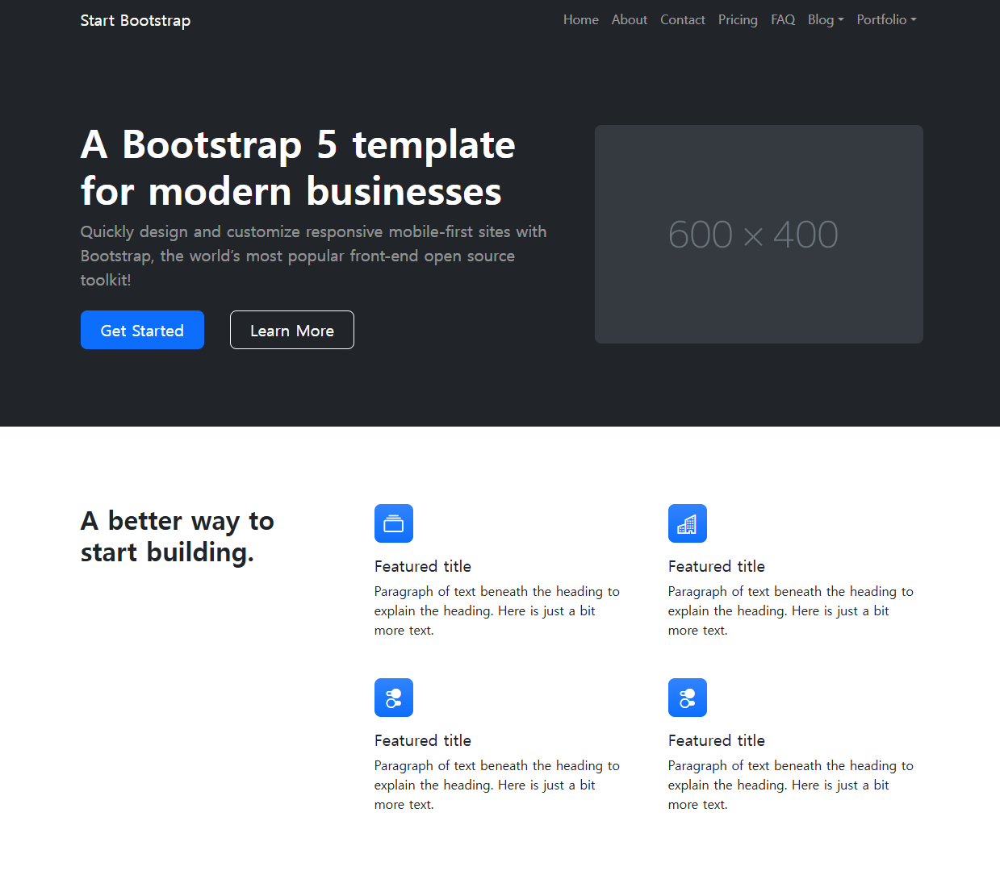 Start Bootstrap
Home About Contact Pricing FAQ Blog Portfolio
A Bootstrap 5 template
for modern businesses
Quickly design and customize responsive mobile-first sites with
Bootstrap, the world's most popular front-end open source
toolkit!
Get Started
Learn More
600 × 400
A better way to
start building.
Featured title
Paragraph of text beneath the heading to
explain the heading. Here is just a bit
more text.
Featured title
Paragraph of text beneath the heading to
explain the heading. Here is just a bit
more text.
Featured title
Paragraph of text beneath the heading to
explain the heading. Here is just a bit
more text.
Featured title
Paragraph of text beneath the heading to
explain the heading. Here is just a bit
more text.